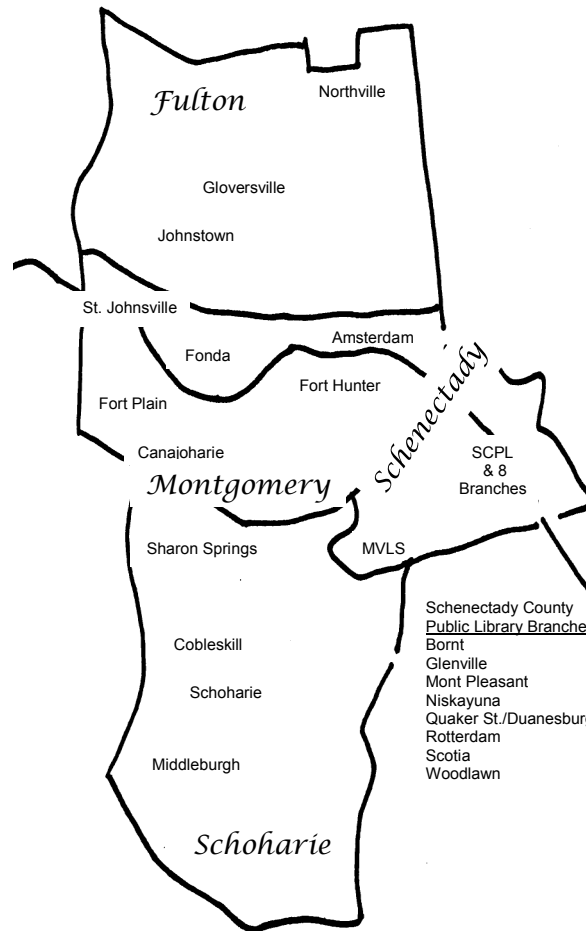 Northville
Fulton
Gloversville
Johnstown
St. Johnsville
Amsterdam
Fonda
Fort Hunter
Fort Plain
Schenectady
Canajoharie
SCPL
& 8
Branches
Montgomery
Sharon Springs
MVLS
Schenectady County
Public Library Branche
Bornt
Glenville
Mont Pleasant
Niskayuna
Quaker St./Duanesburg
Rotterdam
Scotia
Woodlawn
Cobleskill
Schoharie
Middleburgh
Schoharie